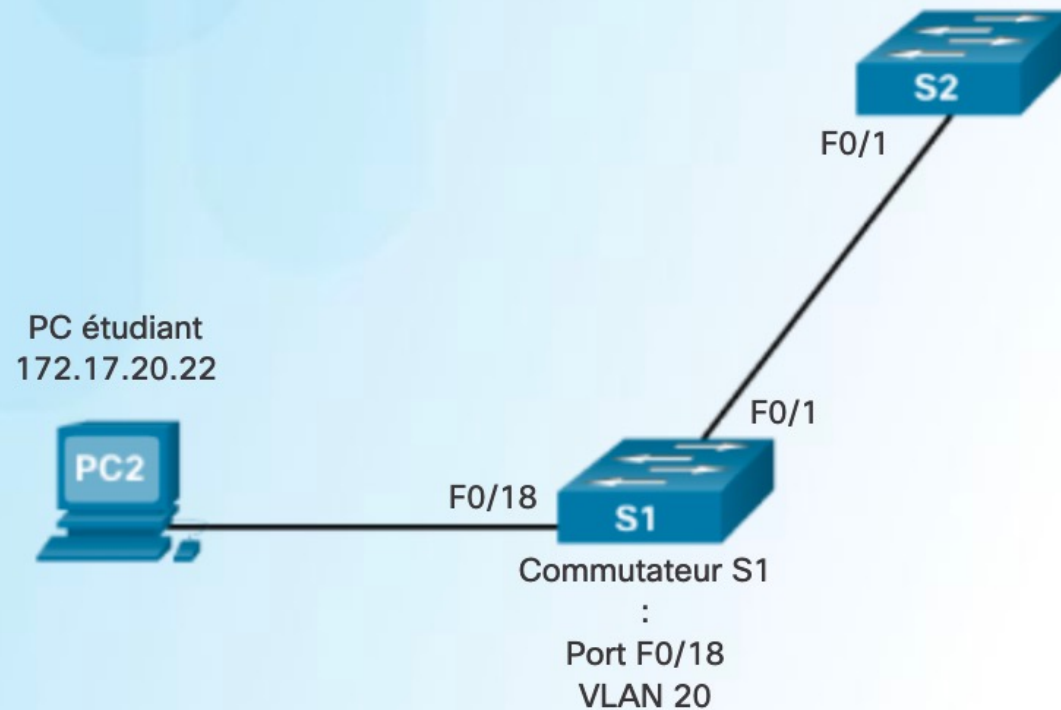 S2
F0/1
PC étudiant
172.17.20.22
F0/1
PC2
F0/18
S1
Commutateur S1
:
Port F0/18
VLAN 20